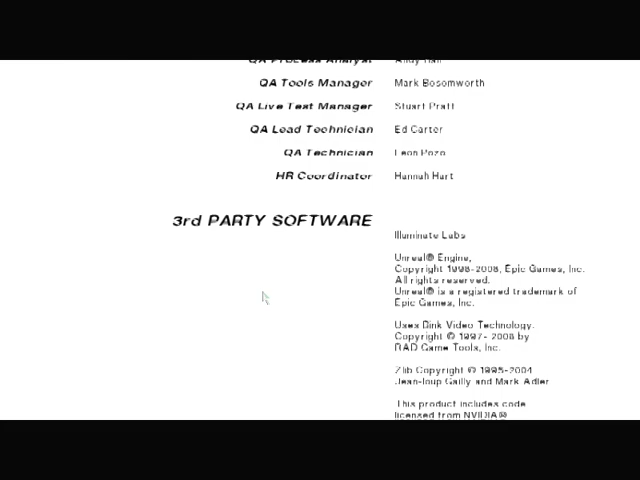 QA Process Analyst
QA Tools Manager Mark Bosomworth
QA Live Test Manager Stuart Pratt
QA Lead Technician Ed Carter
QA Technician Leon Pozo
HR Coordinator Hannah Hart
3rd PARTY SOFTWARE
Illuminate Labs
Unreal® Engine,
Copyright 1998-2008, Epic Games, Inc.
All rights reserved.
Unreal® is a registered trademark of
Epic Games, Inc.
Uses Bink Video Technology.
Copyright © 1997- 2008 by
RAD Game Tools, Inc.
Zlib Copyright © 1995-2004
Jean-loup Gailly and Mark Adler
This product includes code
licensed from NVIDIA®